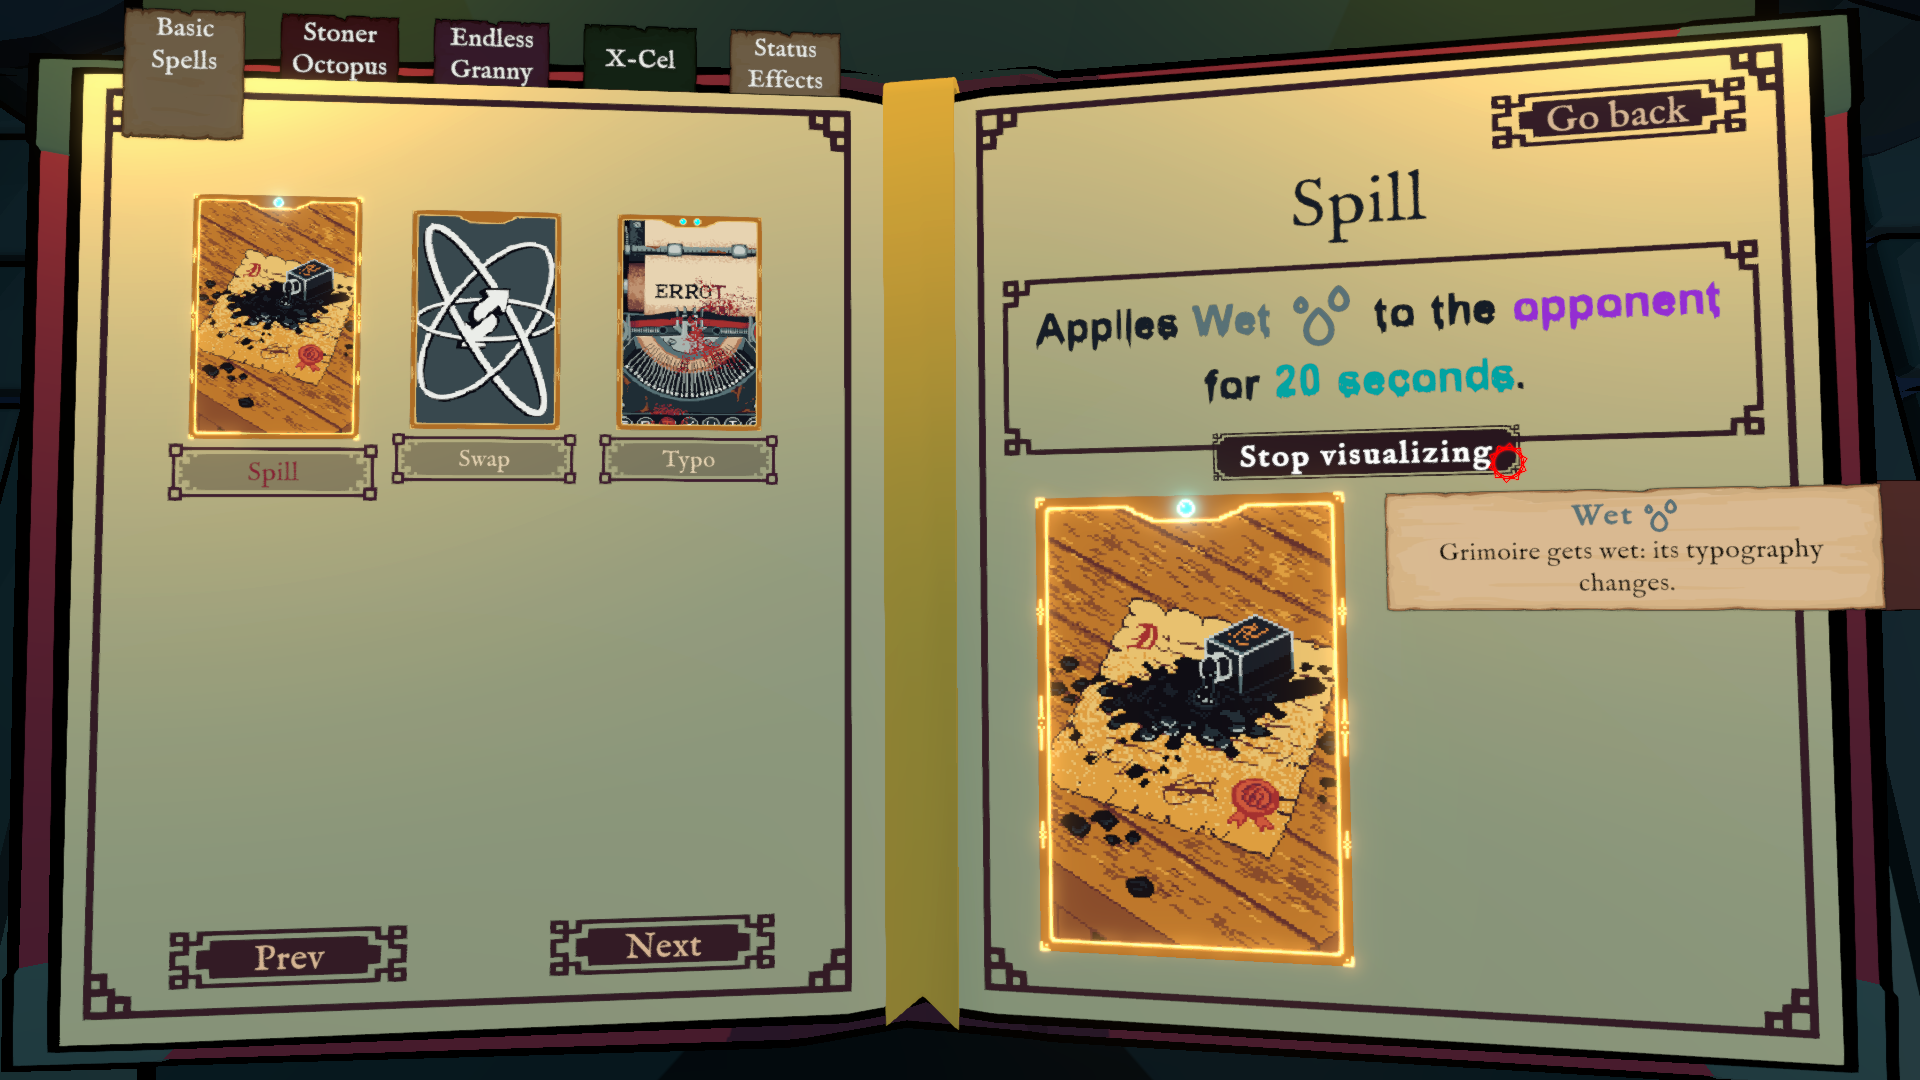 Basic
Spells
Stoner
Octopus
Endless
Granny
X-Cel
Status
Effects
ERROT
Spill
Swap
Typo
Prev
Next
Go back
Spill
Applies Wet to the opponent
for 20 seconds.
Stop visualizing
Wet
Grimoire gets wet: its typography
changes.